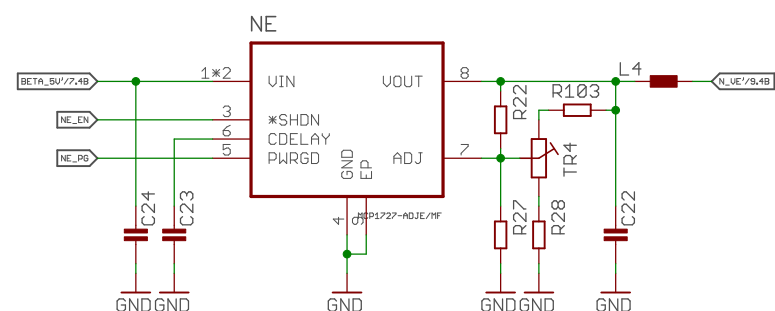 NE
BETA_5V'/7.4B
1*2
VIN
VOUT
8
L4
N_VE'/9.4B
R22
R103
NE_EN
3
*SHDN
6
CDELAY
NE_PG
5
PWRGD
GND
EP
ADJ
7
TR4
4
9
MCP1727-ADJE/MF
C24
C23
R27
R28
C22
GND
GND
GND
GND
GND
GND